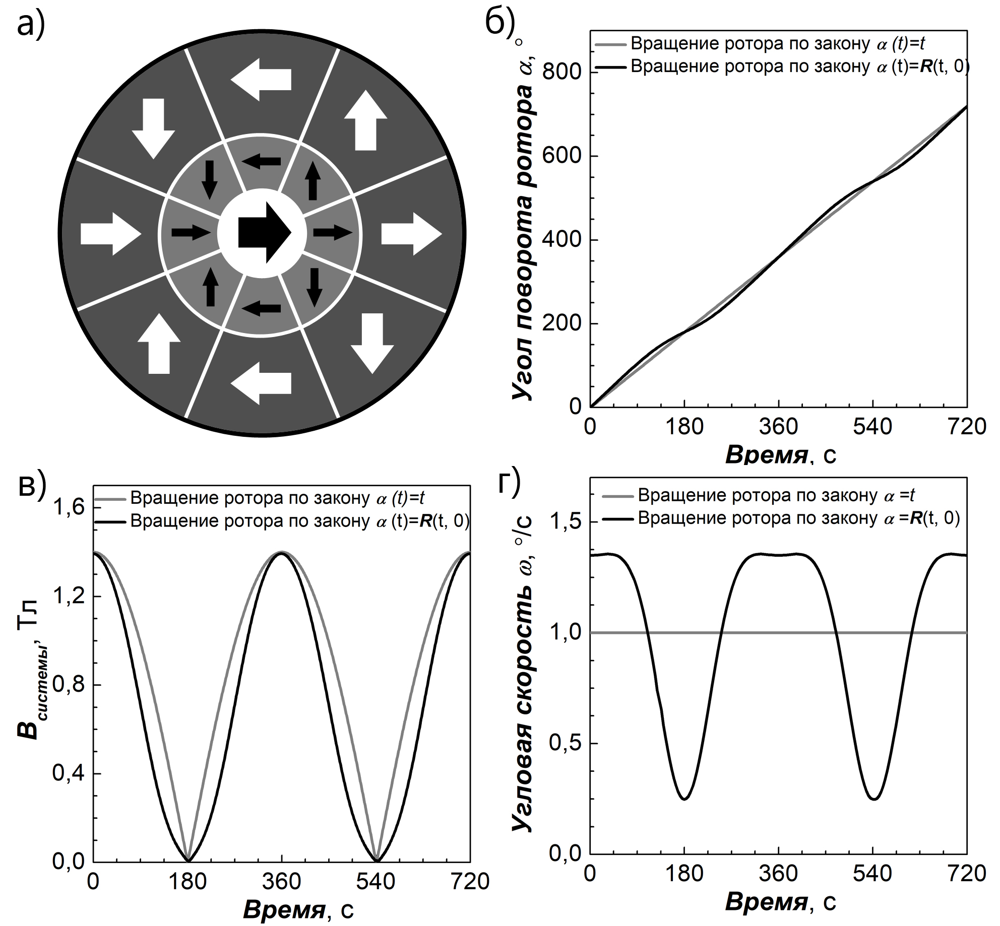 а)
б)
Вращение ротора по закону α (t)=t
Вращение ротора по закону α (t)=R(t, 0)
Угол поворота ротора α, °
800
600
400
200
0
0 180 360 540 720
Время, с
в)
Вращение ротора по закону α (t)=t
Вращение ротора по закону α (t)=R(t, 0)
Bсистемы, Тл
1,6
1,2
0,8
0,4
0,0
0 180 360 540 720
Время, с
г)
Вращение ротора по закону α =t
Вращение ротора по закону α =R(t, 0)
Угловая скорость ω, °/с
1,5
1,0
0,5
0,0
0 180 360 540 720
Время, с